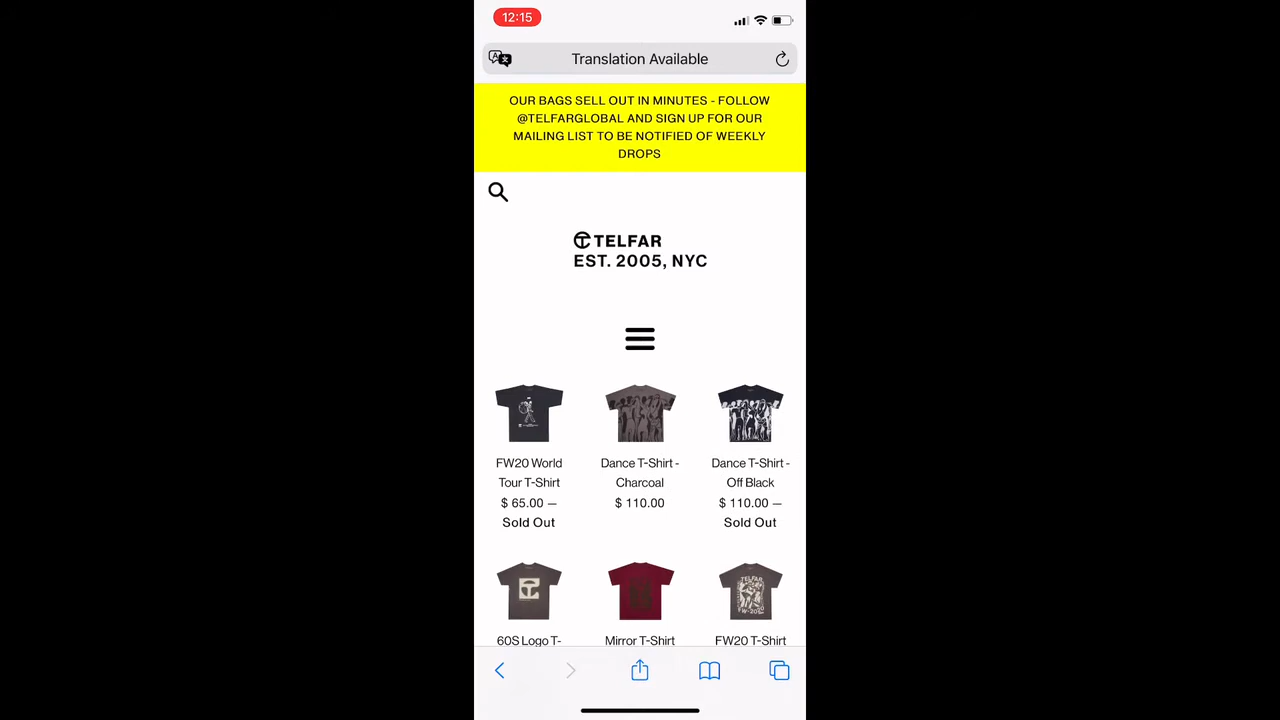 12:15
Translation Available
OUR BAGS SELL OUT IN MINUTES - FOLLOW
@TELFARGLOBAL AND SIGN UP FOR OUR
MAILING LIST TO BE NOTIFIED OF WEEKLY
DROPS
TELFAR
EST. 2005, NYC
FW20 World
Tour T-Shirt
$ 65.00 —
Sold Out
Dance T-Shirt -
Charcoal
$ 110.00
Dance T-Shirt -
Off Black
$ 110.00 —
Sold Out
TELFAR
60S Logo T-
Mirror T-Shirt
FW20 T-Shirt